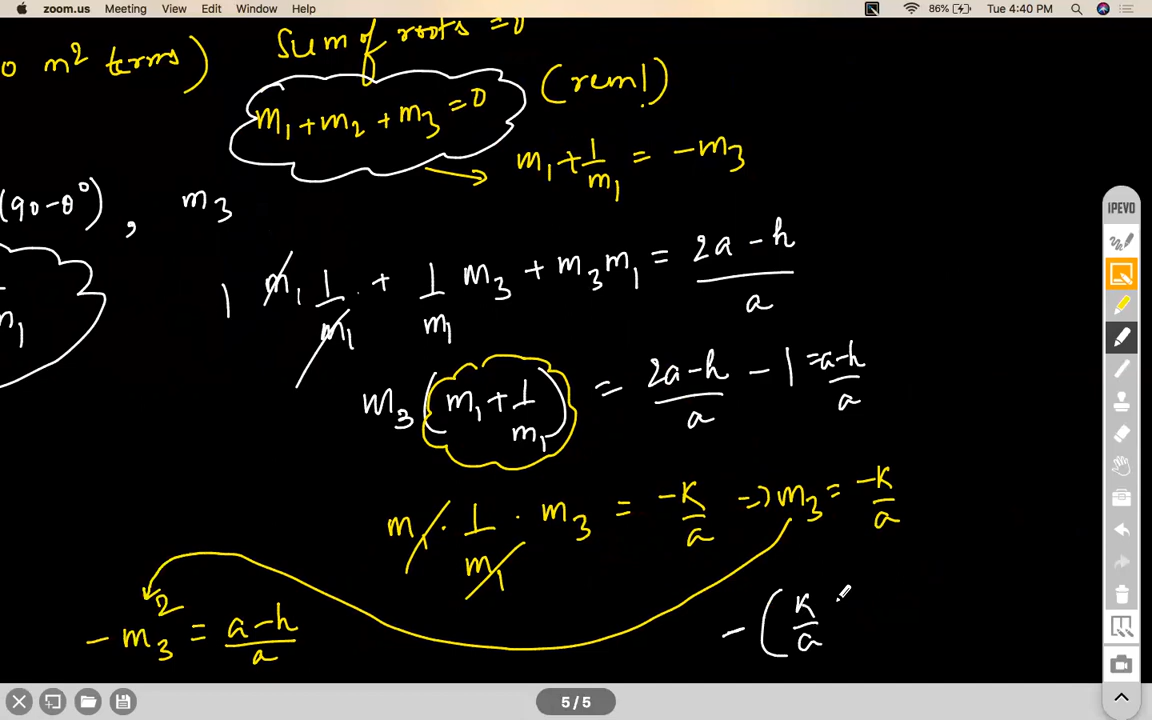 zoom.us Meeting View Edit Window Help 86% Tue 4:40 PM
Sum of roots = 0
o m² terms)
m₁+m₂+m₃=0 (rem!)
m₁+1/m₁ = -m₃
(90-θ°), m₃
1 m₁ 1/m₁ + 1/m₁ m₃ + m₃m₁ = (2a-h)/a
m₁
IPEVO
m₃(m₁+1/m₁) = (2a-h)/a - 1 = (a-h)/a
m₁ · 1/m₁ · m₃ = -K/a => m₃ = -K/a
-m₃² = (a-h)/a
-(K/a
5/5